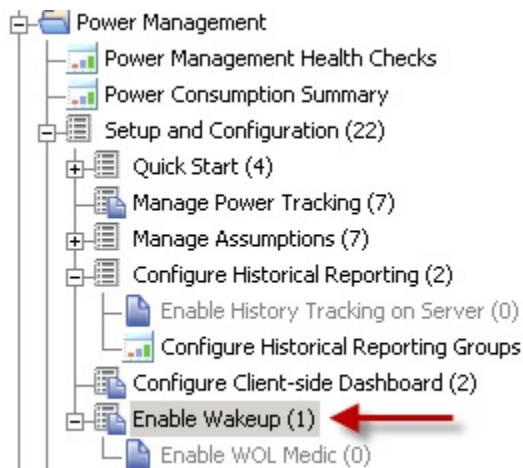 Power Management
Power Management Health Checks
Power Consumption Summary
Setup and Configuration (22)
Quick Start (4)
Manage Power Tracking (7)
Manage Assumptions (7)
Configure Historical Reporting (2)
Enable History Tracking on Server (0)
Configure Historical Reporting Groups
Configure Client-side Dashboard (2)
Enable Wakeup (1)
Enable WOL Medic (0)